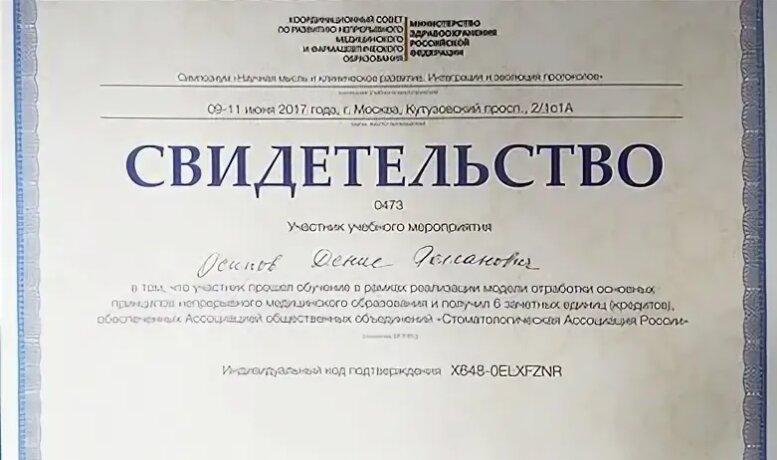 КООРДИНАЦИОННЫЙ СОВЕТ
ПО РАЗВИТИЮ НЕПРЕРЫВНОГО
МЕДИЦИНСКОГО
И ФАРМАЦЕВТИЧЕСКОГО
ОБРАЗОВАНИЯ
МИНИСТЕРСТВО
ЗДРАВООХРАНЕНИЯ
РОССИЙСКОЙ
ФЕДЕРАЦИИ
Симпозиум «Научная мысль и клиническое развитие. Интеграции и эволюция протоколов»
09-11 июня 2017 года, г. Москва, Кутузовский просп., 2/1с1А
СВИДЕТЕЛЬСТВО
0473
Участник учебного мероприятия
Осипов Денис
в том, что участник прошел обучение в рамках реализации модели отработки основных
принципов непрерывного медицинского образования и получил 6 зачетных единиц (кредитов),
обеспеченных Ассоциацией общественных объединений «Стоматологическая Ассоциация России»
Индивидуальный код подтверждения X648-0ELXFZNR